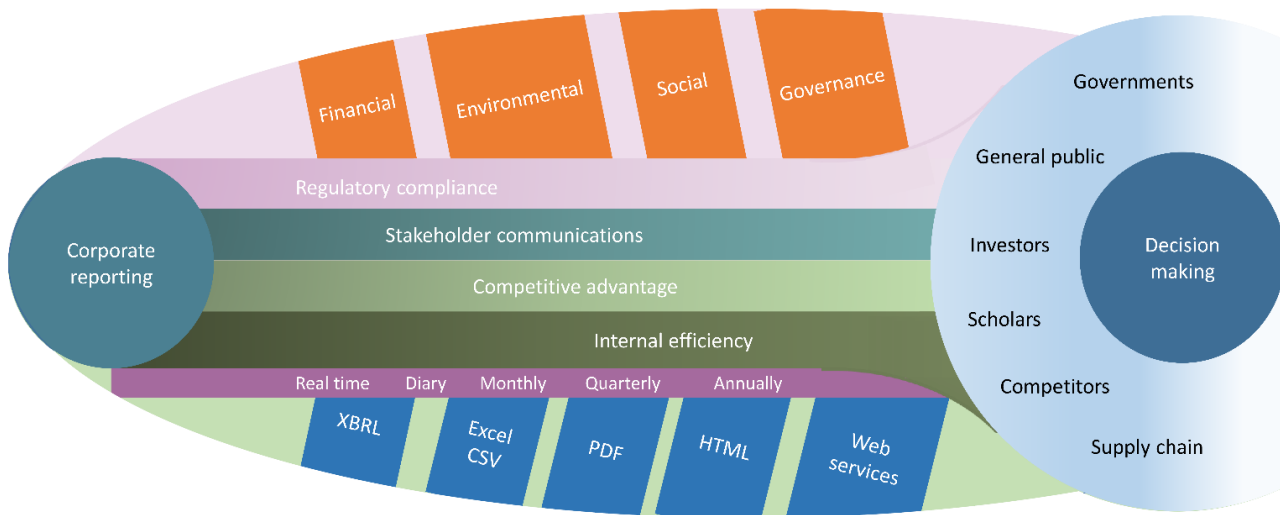 Financial
Environmental
Social
Governance
Governments
General public
Regulatory compliance
Stakeholder communications
Investors
Corporate
reporting
Decision
making
Competitive advantage
Scholars
Internal efficiency
Real time Diary Monthly Quarterly Annually
Competitors
XBRL
Excel
CSV
PDF
HTML
Web
services
Supply chain